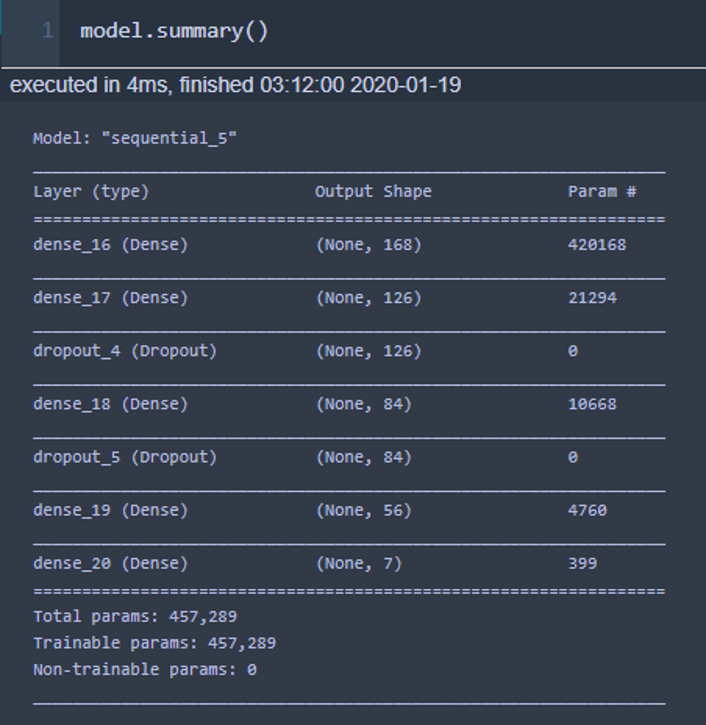 1 model.summary()
executed in 4ms, finished 03:12:00 2020-01-19
Model: "sequential_5"
_________________________________________________________________
Layer (type)                 Output Shape              Param #
=================================================================
dense_16 (Dense)             (None, 168)               420168
_________________________________________________________________
dense_17 (Dense)             (None, 126)               21294
_________________________________________________________________
dropout_4 (Dropout)          (None, 126)               0
_________________________________________________________________
dense_18 (Dense)             (None, 84)                10668
_________________________________________________________________
dropout_5 (Dropout)          (None, 84)                0
_________________________________________________________________
dense_19 (Dense)             (None, 56)                4760
_________________________________________________________________
dense_20 (Dense)             (None, 7)                 399
=================================================================
Total params: 457,289
Trainable params: 457,289
Non-trainable params: 0
_________________________________________________________________